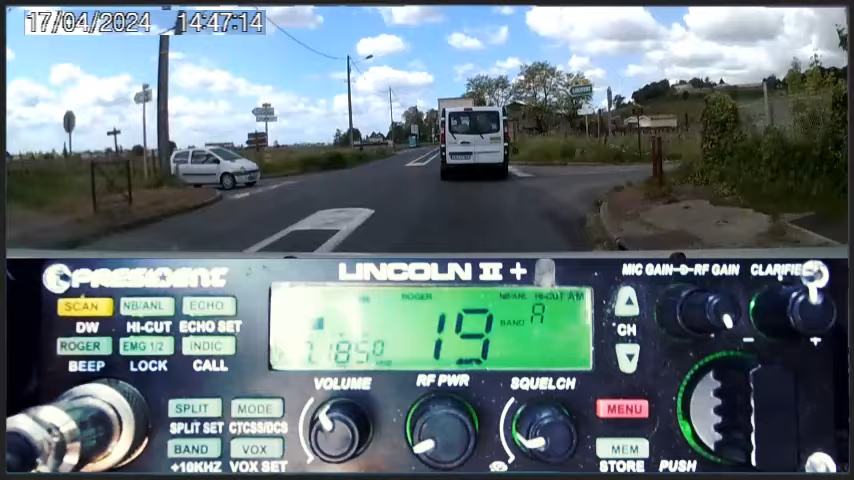 17/04/2024 14:47:14
PRESIDENT
LINCOLN II +
MIC GAIN RF GAIN CLARIFIER
SCAN NB/ANL ECHO
DW HI-CUT ECHO SET
ROGER EMG 1/2 INDIC
BEEP LOCK CALL
ROGER NB/ANL HI-CUT AM
19 BAND A
CH
- +
VOLUME RF PWR SQUELCH
SPLIT MODE
SPLIT SET CTCSS/DCS
BAND VOX
+10KHZ VOX SET
MENU
MEM
STORE PUSH